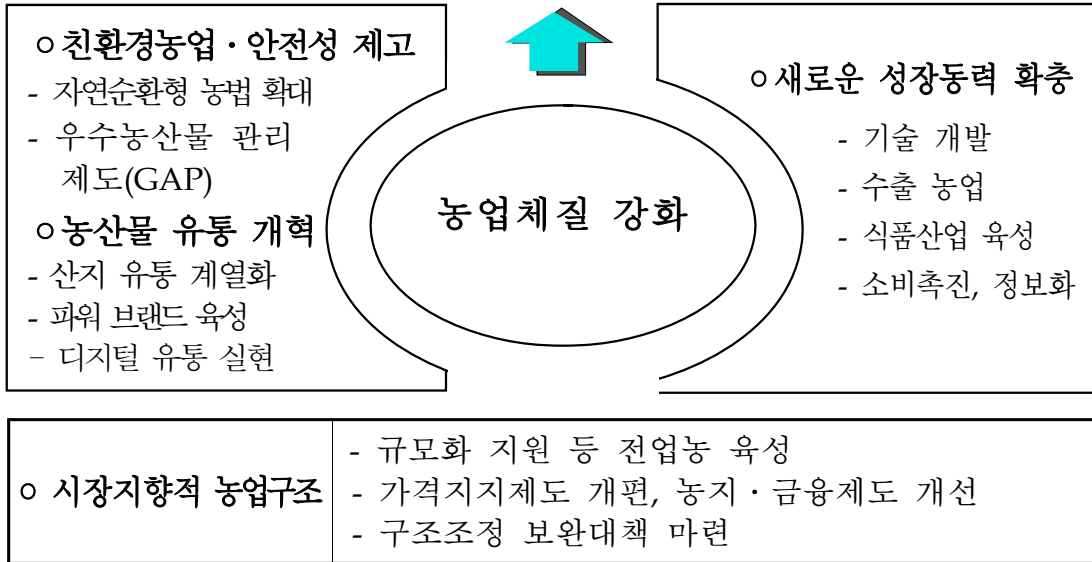 ㅇ친환경농업·안전성 제고
- 자연순환형 농법 확대
- 우수농산물 관리
제도(GAP)
ㅇ농산물 유통 개혁
- 산지 유통 계열화
- 파워 브랜드 육성
- 디지털 유통 실현
농업체질 강화
ㅇ새로운 성장동력 확충
- 기술 개발
- 수출 농업
- 식품산업 육성
- 소비촉진, 정보화
ㅇ 시장지향적 농업구조
- 규모화 지원 등 전업농 육성
- 가격지지제도 개편, 농지·금융제도 개선
- 구조조정 보완대책 마련